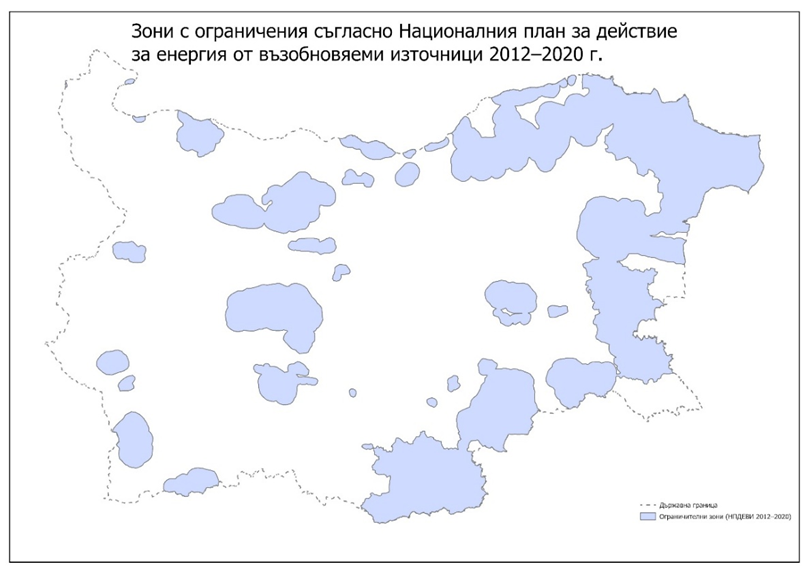 Зони с ограничения съгласно Националния план за действие
за енергия от възобновяеми източници 2012–2020 г.
Държавна граница
Ограничителни зони (НПДЕВИ 2012–2020)